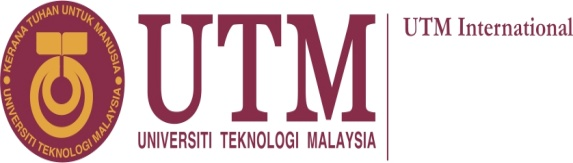 • KERANA TUHAN UNTUK MANUSIA •
UNIVERSITI TEKNOLOGI MALAYSIA
UTM
UNIVERSITI TEKNOLOGI MALAYSIA
UTM International